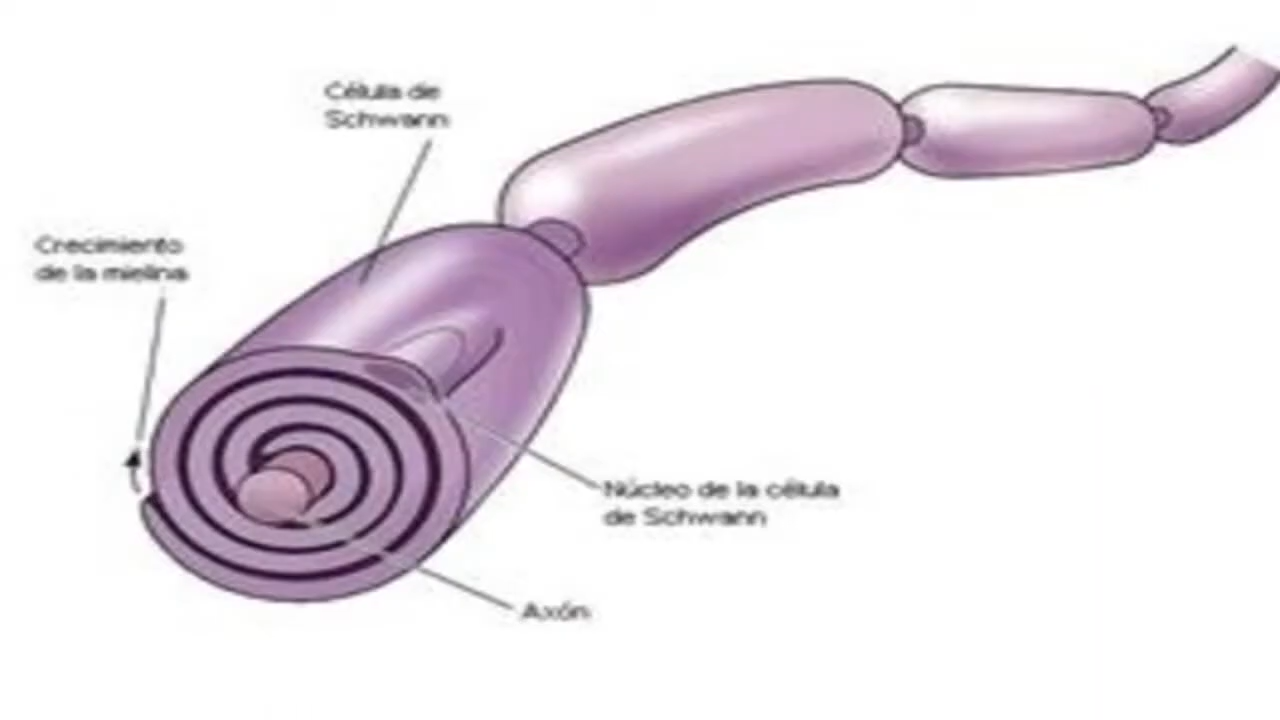 Célula de
Schwann
Crecimiento
de la mielina
Núcleo de la célula
de Schwann
Axón